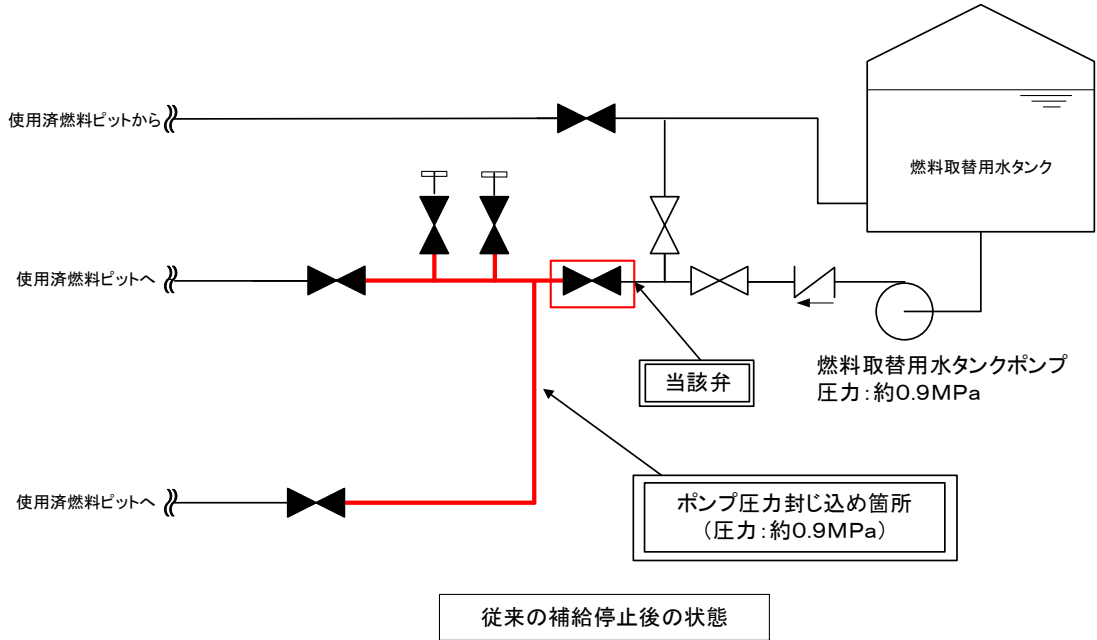 使用済燃料ピットから
燃料取替用水タンク
使用済燃料ピットへ
当該弁
燃料取替用水タンクポンプ
圧力:約0.9MPa
使用済燃料ピットへ
ポンプ圧力封じ込め箇所
(圧力:約0.9MPa)
従来の補給停止後の状態